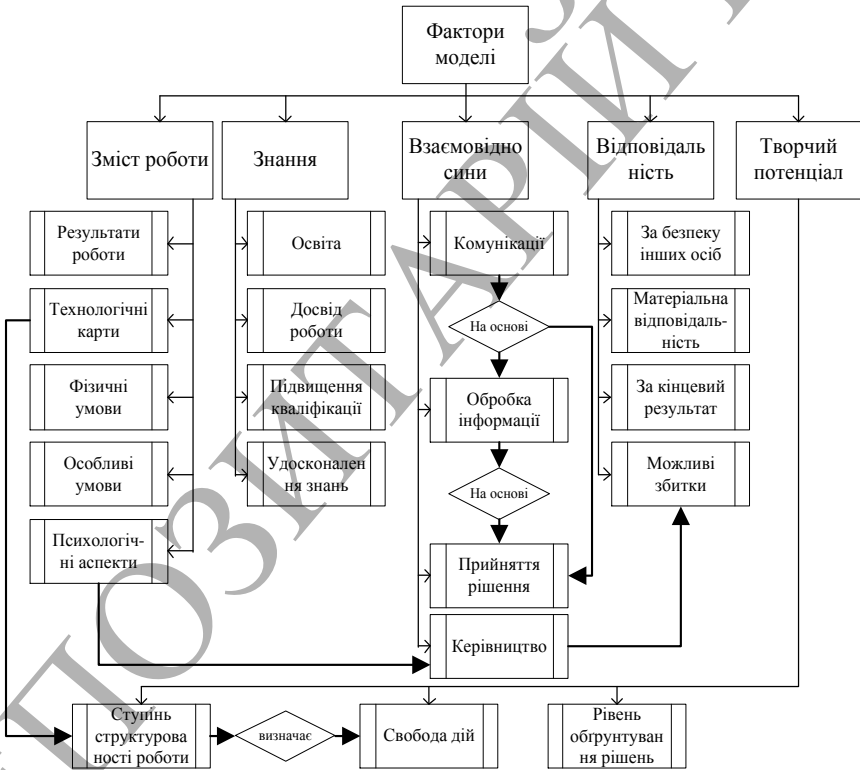 Фактори
моделі
Зміст роботи
Знання
Взаємовідно
сини
Відповідаль
ність
Творчий
потенціал
Результати
роботи
Освіта
Комунікації
За безпеку
інших осіб
Технологічні
карти
Досвід
роботи
На основі
Матеріальна
відповідаль-
ність
Фізичні
умови
Підвищення
кваліфікації
Обробка
інформації
За кінцевий
результат
Особливі
умови
Удосконален
ня знань
На основі
Можливі
збитки
Психологіч-
ні аспекти
Прийняття
рішення
Керівництво
Ступінь
структурова
ності роботи
визначає
Свобода дій
Рівень
обґрунтуван
ня рішень
ПОЗИТАРІЙ